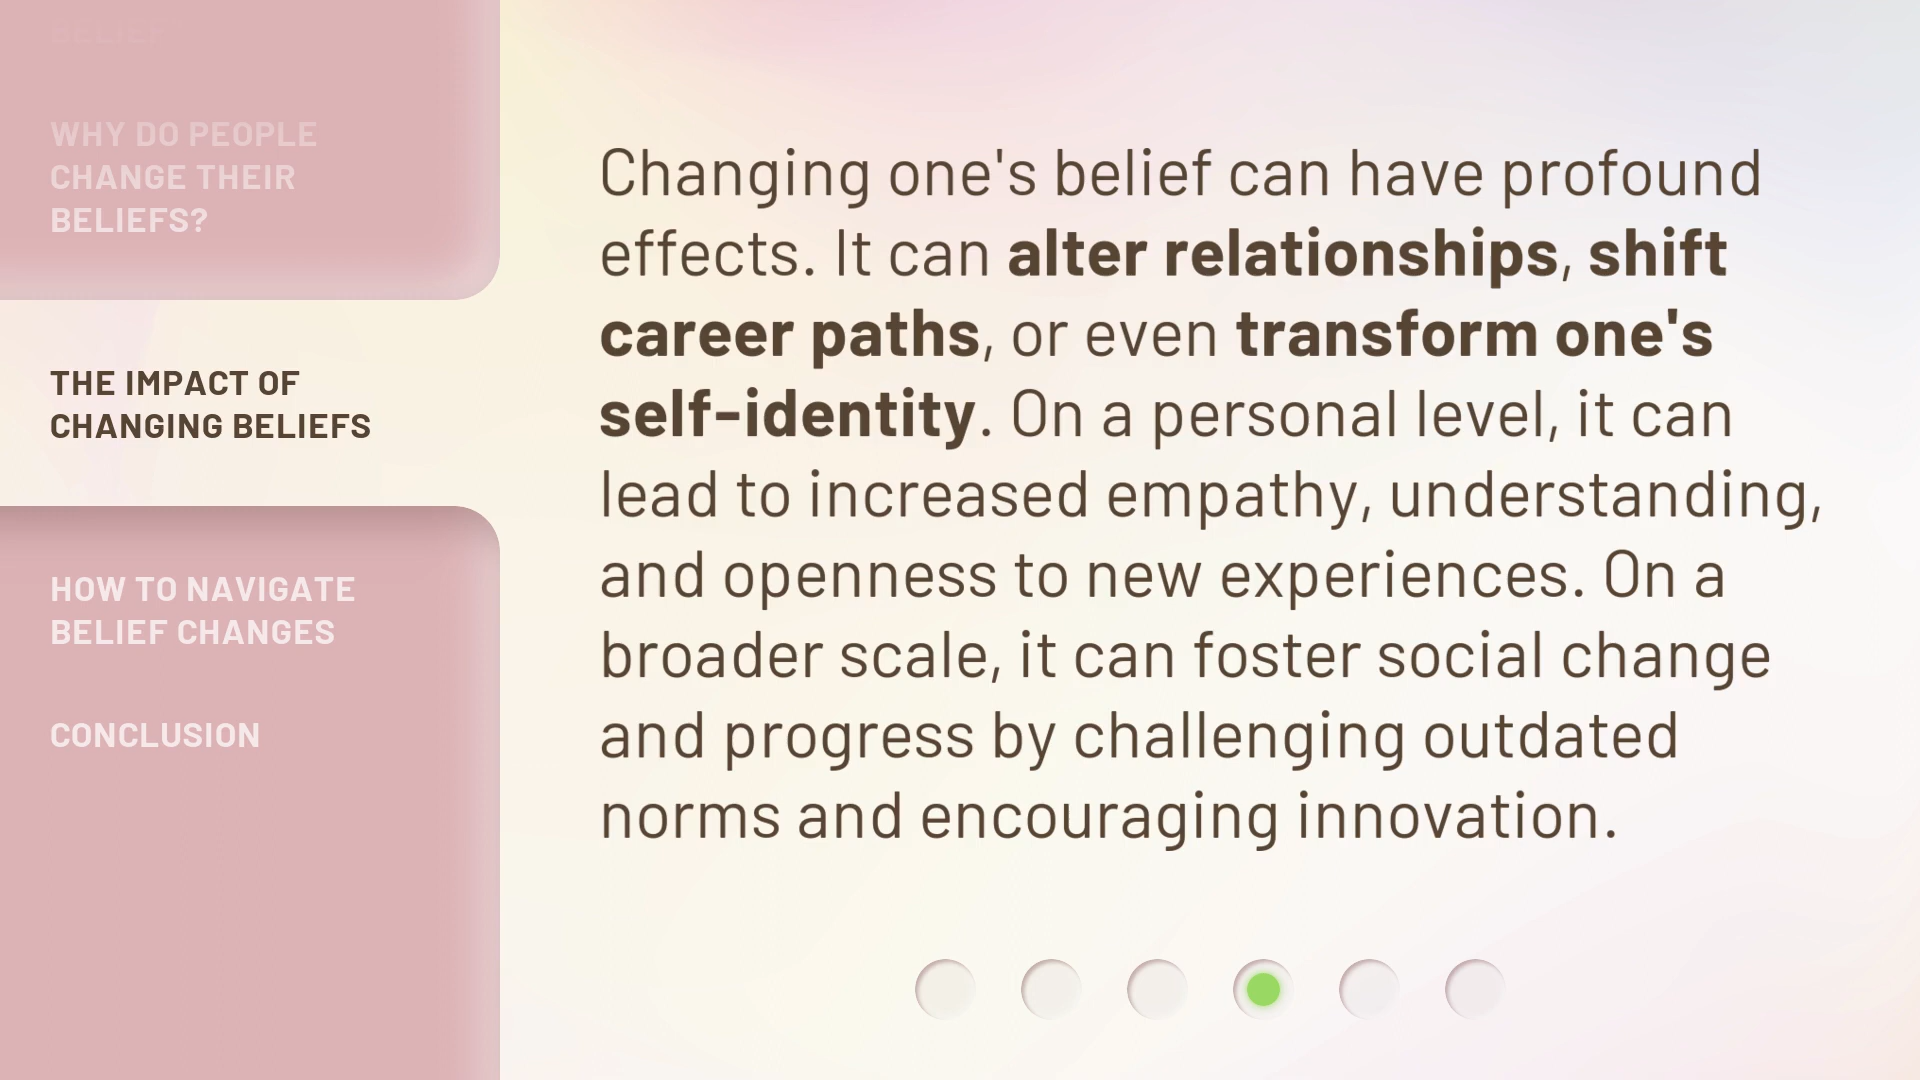 BELIEF
WHY DO PEOPLE
CHANGE THEIR
BELIEFS?
THE IMPACT OF
CHANGING BELIEFS
HOW TO NAVIGATE
BELIEF CHANGES
CONCLUSION
Changing one's belief can have profound
effects. It can alter relationships, shift
career paths, or even transform one's
self-identity. On a personal level, it can
lead to increased empathy, understanding,
and openness to new experiences. On a
broader scale, it can foster social change
and progress by challenging outdated
norms and encouraging innovation.